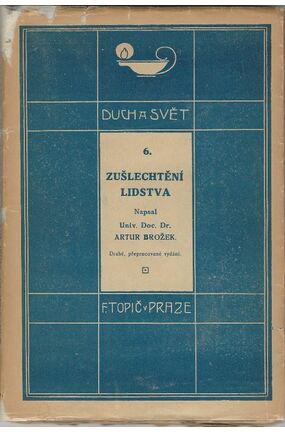 DUCH A SVĚT
6.
ZUŠLECHTĚNÍ
LIDSTVA
Napsal
Univ. Doc. Dr.
ARTUR BROŽEK.
Druhé, přepracované vydání.
F. TOPIČ V PRAZE